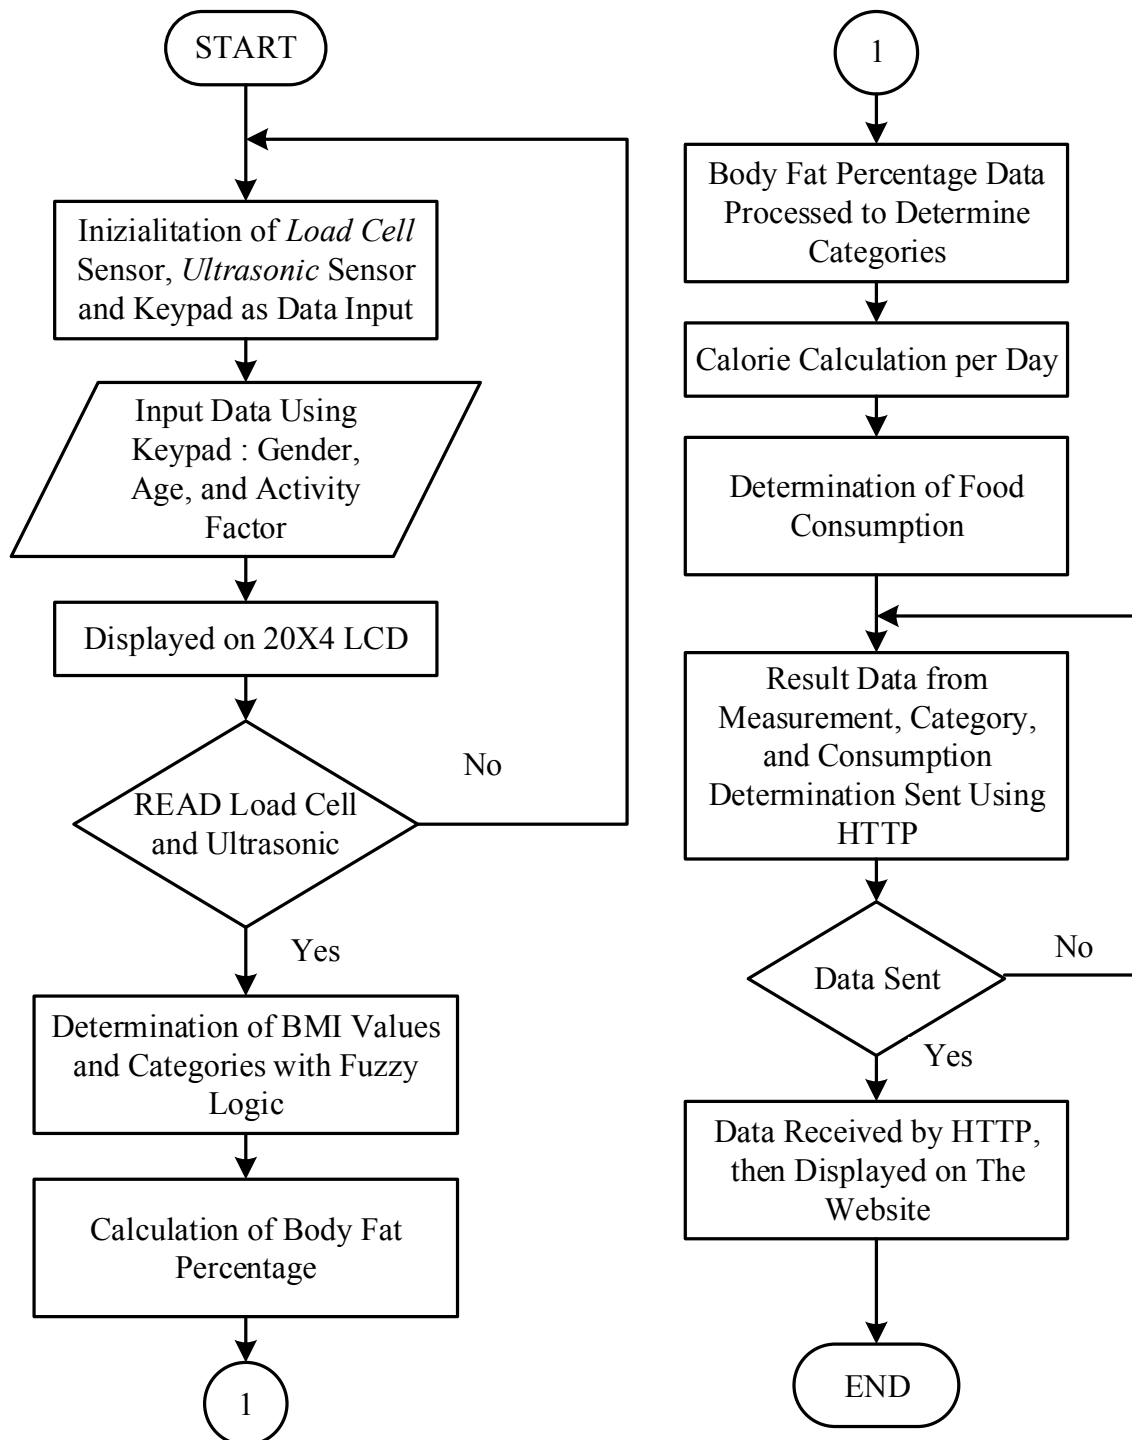 START
Inizialitation of Load Cell
Sensor, Ultrasonic Sensor
and Keypad as Data Input
Input Data Using
Keypad : Gender,
Age, and Activity
Factor
Displayed on 20X4 LCD
READ Load Cell
and Ultrasonic
No
Yes
Determination of BMI Values
and Categories with Fuzzy
Logic
Calculation of Body Fat
Percentage
1
1
Body Fat Percentage Data
Processed to Determine
Categories
Calorie Calculation per Day
Determination of Food
Consumption
Result Data from
Measurement, Category,
and Consumption
Determination Sent Using
HTTP
Data Sent
No
Yes
Data Received by HTTP,
then Displayed on The
Website
END